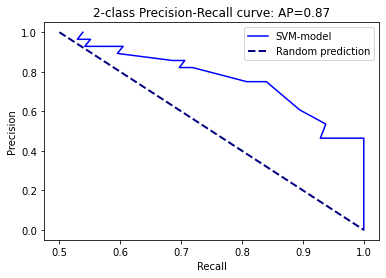 2-class Precision-Recall curve: AP=0.87
SVM-model
Random prediction
Precision
1.0
0.8
0.6
0.4
0.2
0.0
0.5 0.6 0.7 0.8 0.9 1.0
Recall